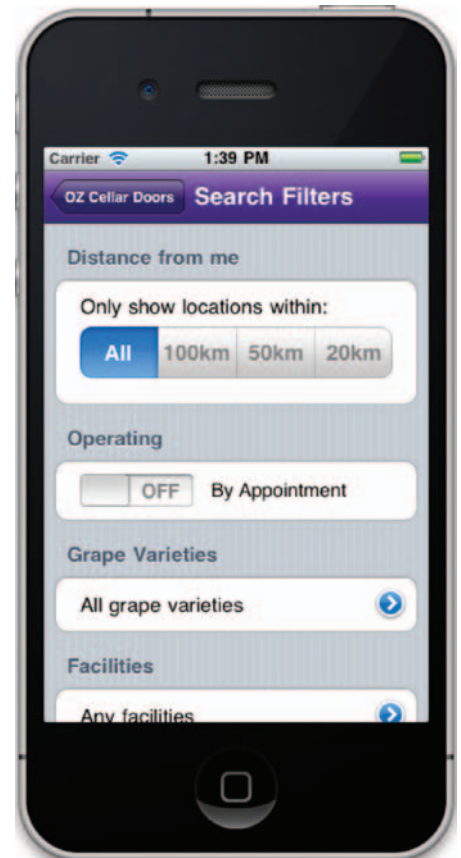 Carrier 1:39 PM
OZ Cellar Doors Search Filters
Distance from me
Only show locations within:
All 100km 50km 20km
Operating
OFF By Appointment
Grape Varieties
All grape varieties
Facilities
Any facilities